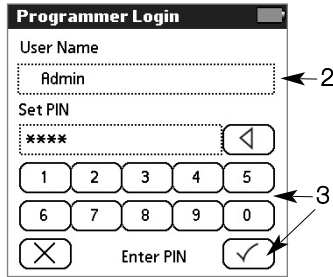 Programmer Login
User Name
Admin
2
Set PIN
****
1 2 3 4 5
3
6 7 8 9 0
Enter PIN